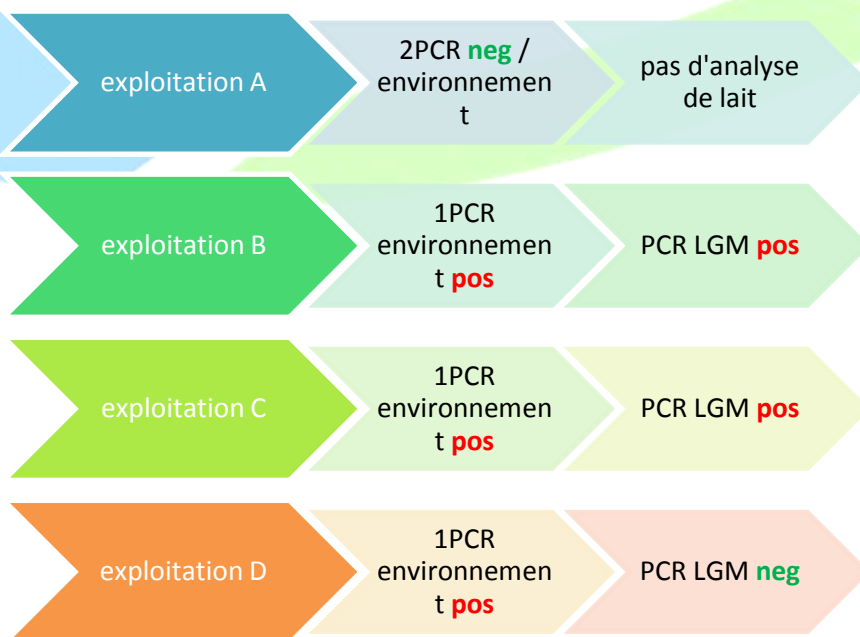 exploitation A
2PCR neg /
environnemen
t
pas d'analyse
de lait
exploitation B
1PCR
environnemen
t pos
PCR LGM pos
exploitation C
1PCR
environnemen
t pos
PCR LGM pos
exploitation D
1PCR
environnemen
t pos
PCR LGM neg